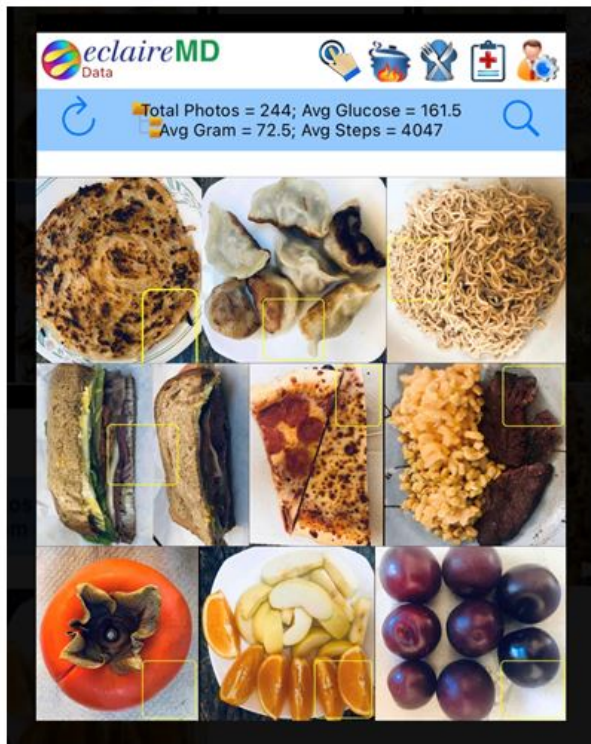 eclaireMD
Data
Total Photos = 244; Avg Glucose = 161.5
Avg Gram = 72.5; Avg Steps = 4047